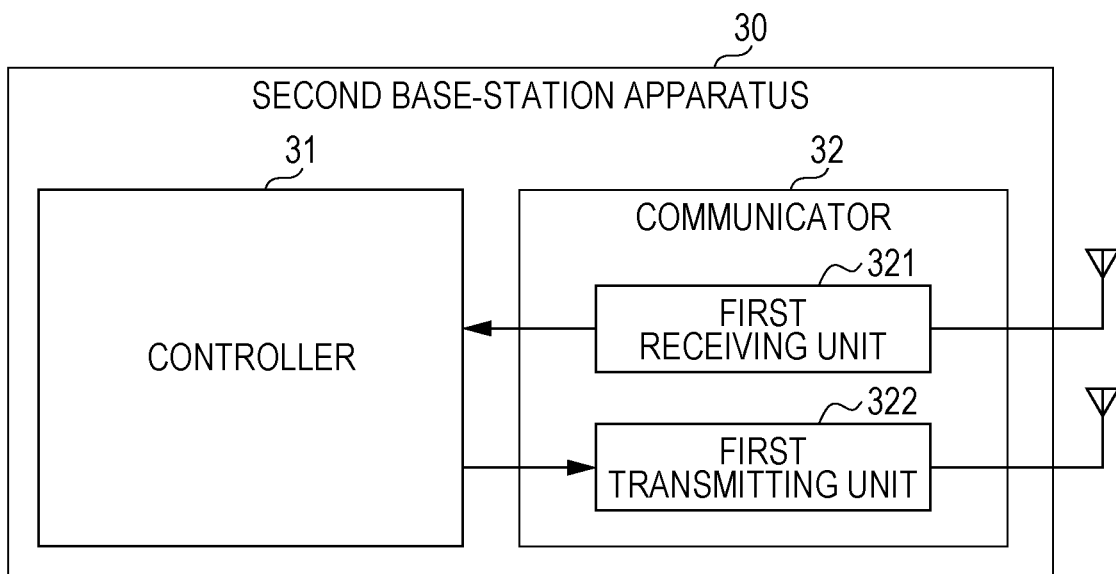 30
SECOND BASE-STATION APPARATUS
31
32
CONTROLLER
COMMUNICATOR
321
FIRST
RECEIVING UNIT
322
FIRST
TRANSMITTING UNIT